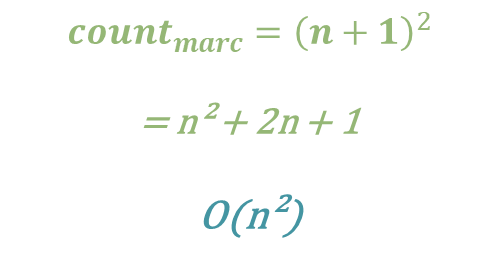 count_marc = (n + 1)²
= n² + 2n + 1
O(n²)